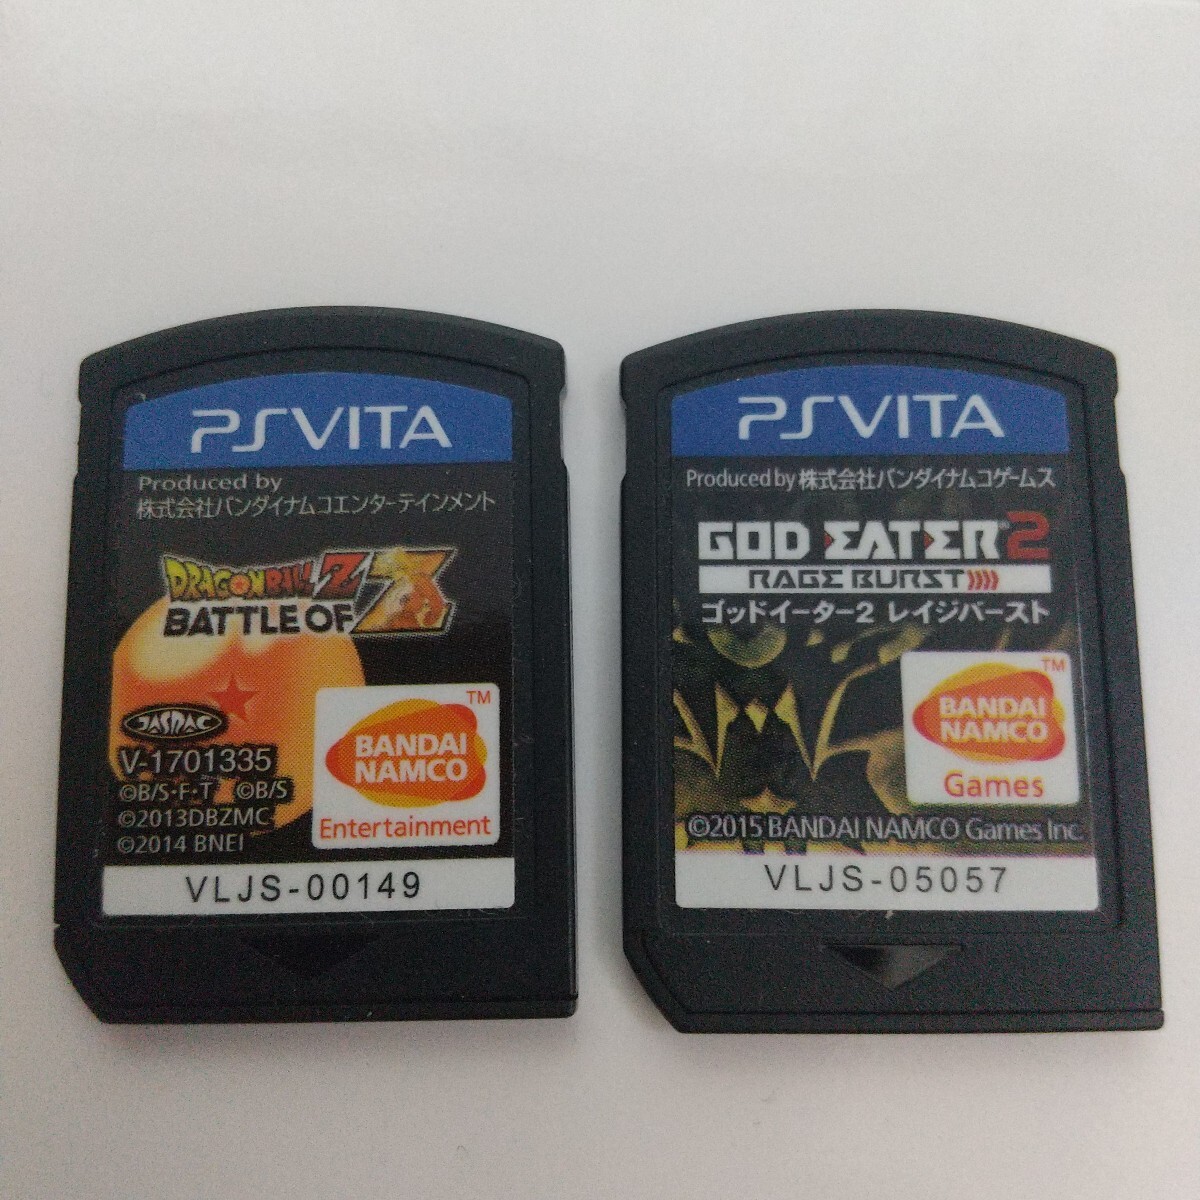 PSVITA
Produced by
株式会社バンダイナムコエンターテインメント
DRAGONBALL Z
BATTLE OF Z
JASRAC
V-1701335
©B/S・F・T ©B/S
©2013DBZMC
©2014 BNEI
TM
BANDAI
NAMCO
Entertainment
VLJS-00149
PSVITA
Produced by 株式会社バンダイナムコゲームス
GOD EATER 2
RAGE BURST
ゴッドイーター2 レイジバースト
TM
BANDAI
NAMCO
Games
©2015 BANDAI NAMCO Games Inc.
VLJS-05057